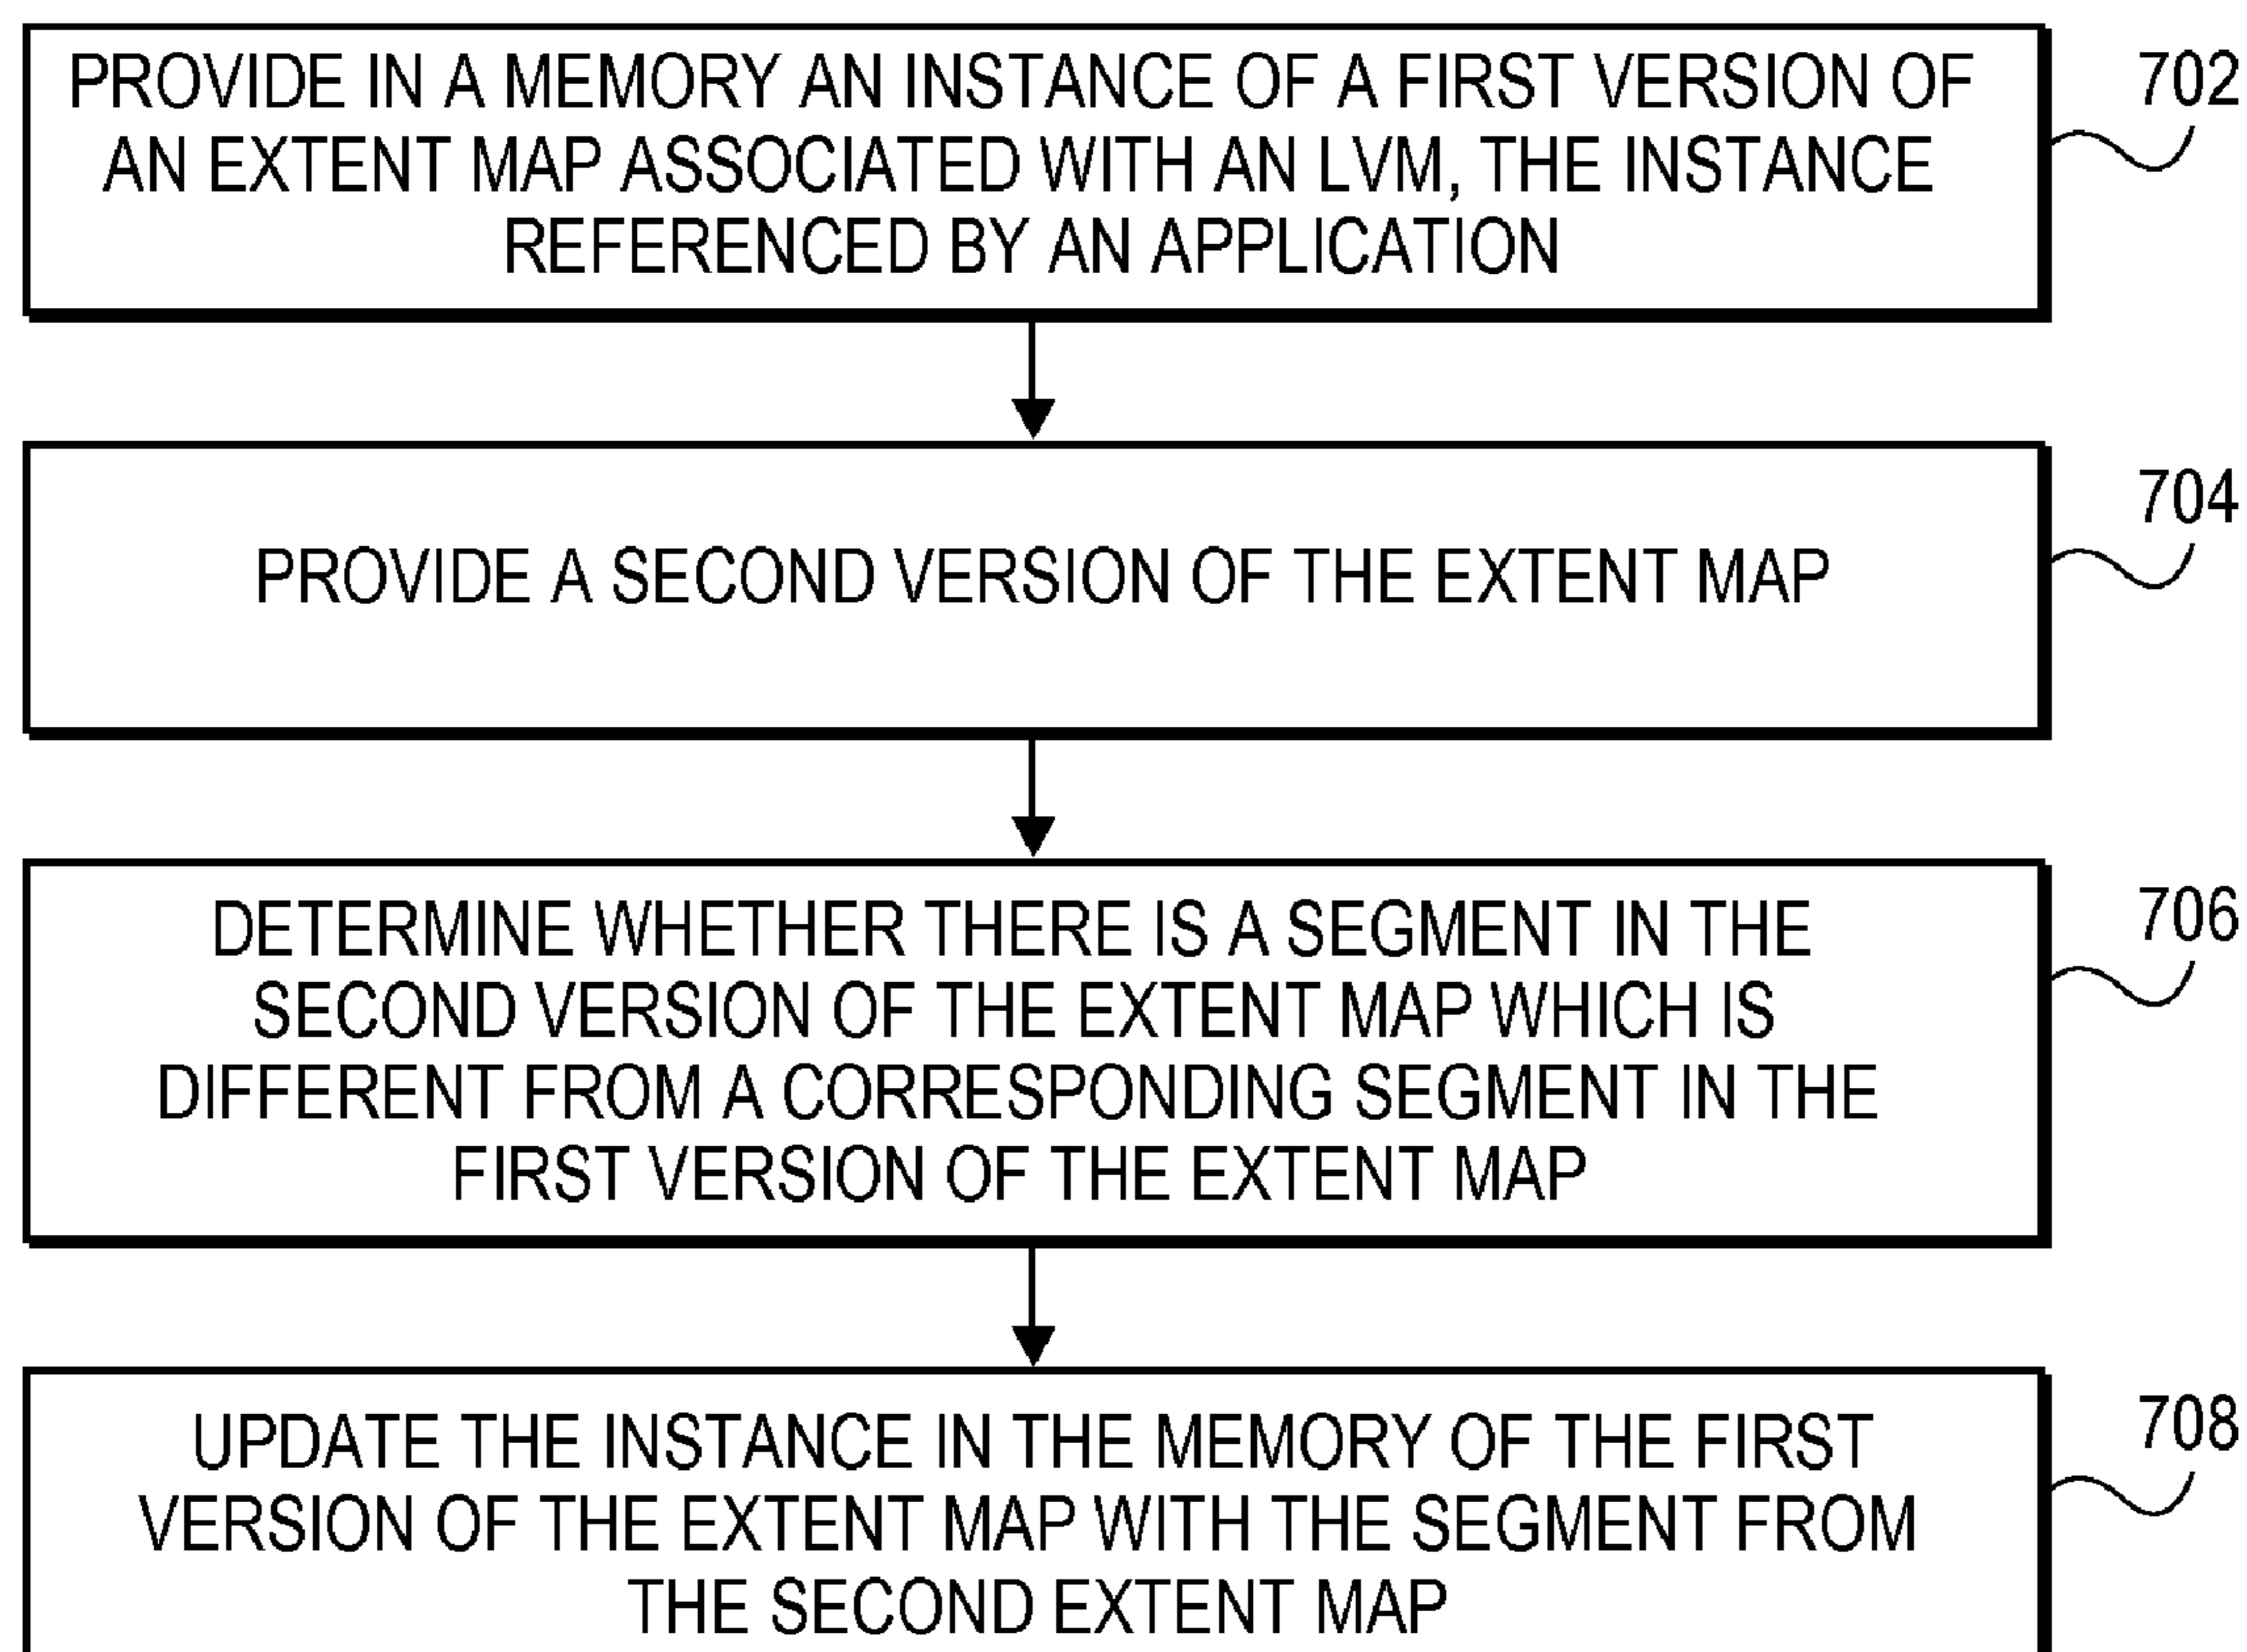 PROVIDE IN A MEMORY AN INSTANCE OF A FIRST VERSION OF
AN EXTENT MAP ASSOCIATED WITH AN LVM, THE INSTANCE
REFERENCED BY AN APPLICATION
702
PROVIDE A SECOND VERSION OF THE EXTENT MAP
704
DETERMINE WHETHER THERE IS A SEGMENT IN THE
SECOND VERSION OF THE EXTENT MAP WHICH IS
DIFFERENT FROM A CORRESPONDING SEGMENT IN THE
FIRST VERSION OF THE EXTENT MAP
706
UPDATE THE INSTANCE IN THE MEMORY OF THE FIRST
VERSION OF THE EXTENT MAP WITH THE SEGMENT FROM
THE SECOND EXTENT MAP
708